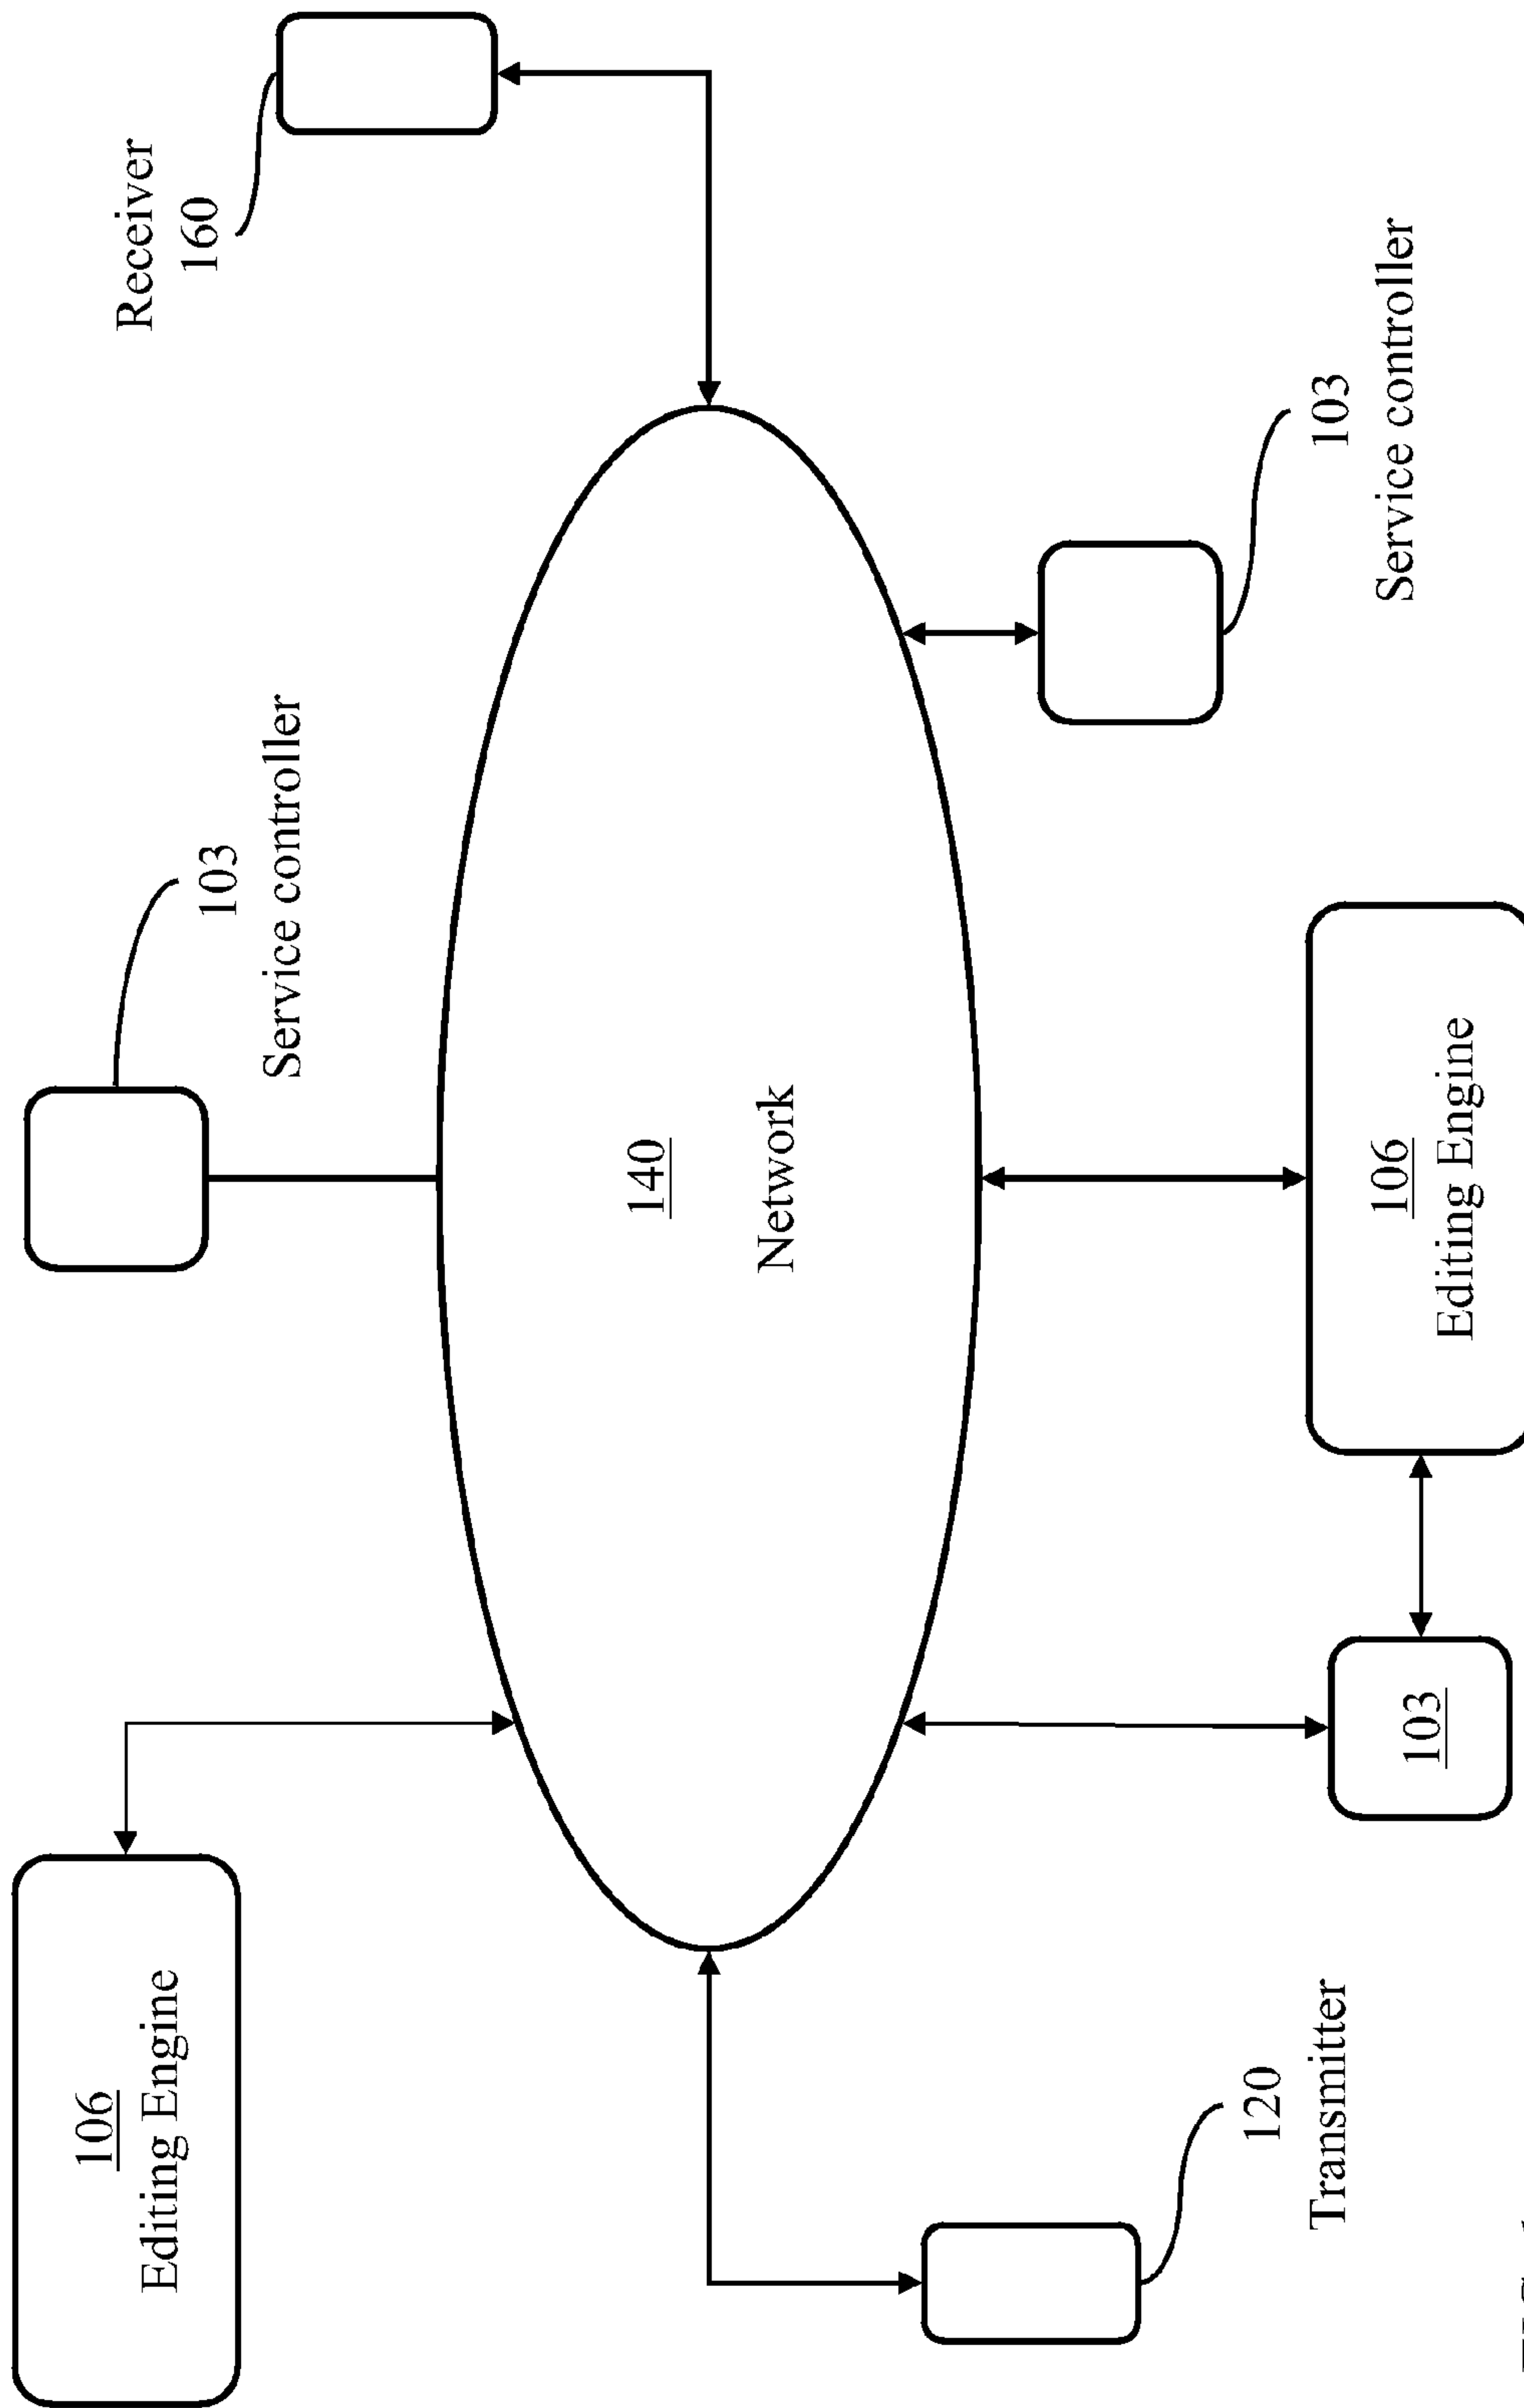 106
Editing Engine
103
Service controller
Receiver
160
140
Network
120
Transmitter
103
106
Editing Engine
103
Service controller